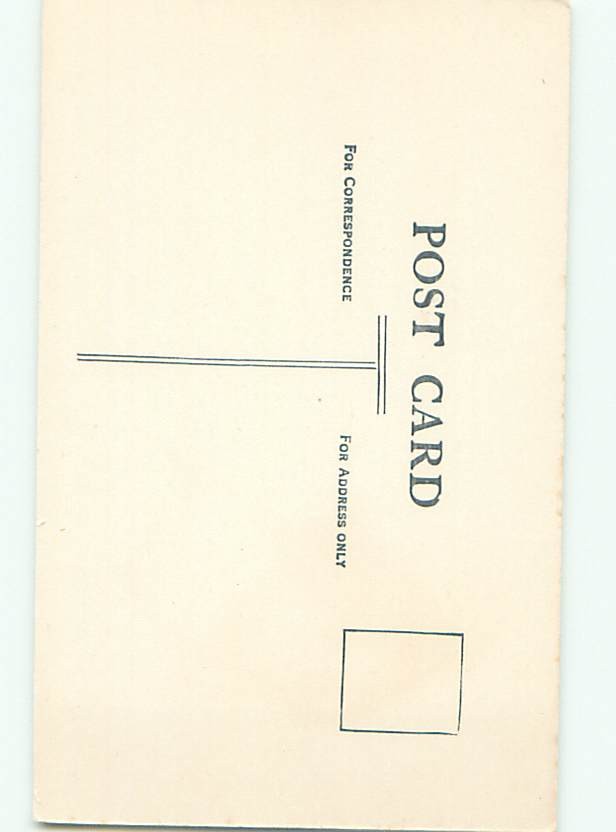 POST CARD
FOR CORRESPONDENCE
FOR ADDRESS ONLY